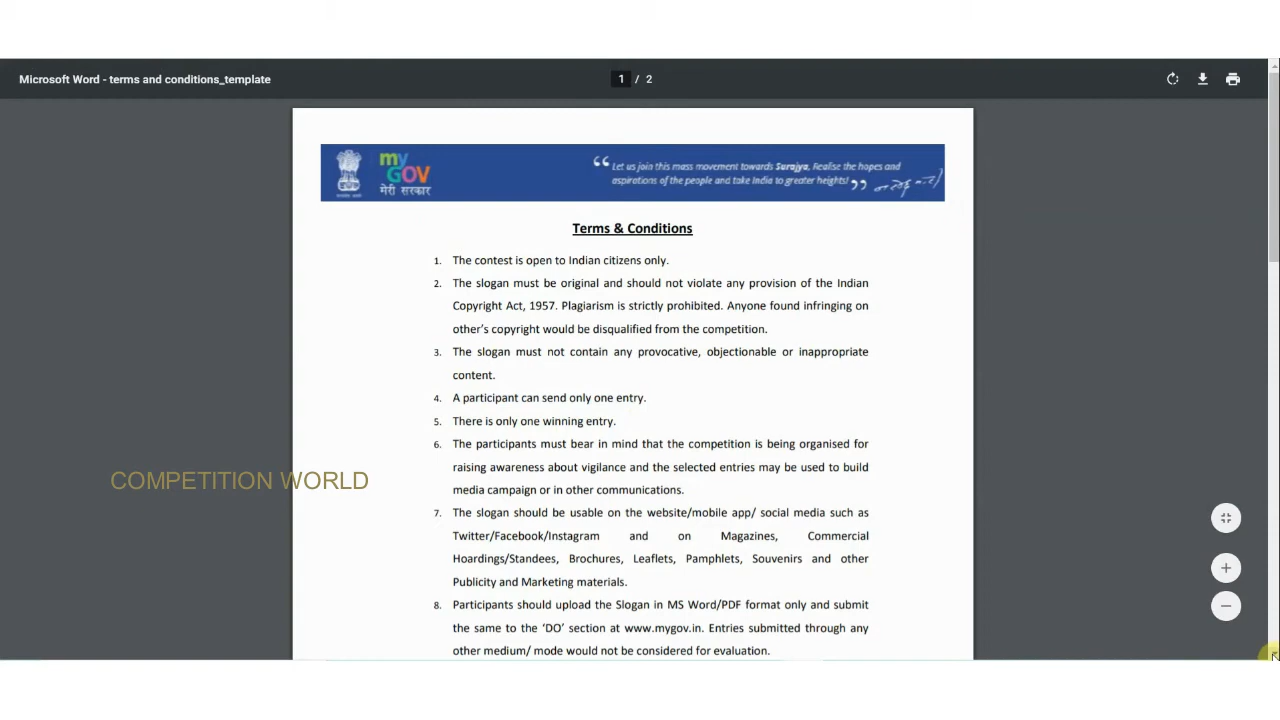 Microsoft Word - terms and conditions_template
1 / 2
my
GOV
मेरी सरकार
“ Let us join this mass movement towards Surajya, Realise the hopes and
aspirations of the people and take India to greater heights! ”
Terms & Conditions
1. The contest is open to Indian citizens only.
2. The slogan must be original and should not violate any provision of the Indian
Copyright Act, 1957. Plagiarism is strictly prohibited. Anyone found infringing on
other’s copyright would be disqualified from the competition.
3. The slogan must not contain any provocative, objectionable or inappropriate
content.
4. A participant can send only one entry.
5. There is only one winning entry.
6. The participants must bear in mind that the competition is being organised for
raising awareness about vigilance and the selected entries may be used to build
media campaign or in other communications.
COMPETITION WORLD
7. The slogan should be usable on the website/mobile app/ social media such as
Twitter/Facebook/Instagram and on Magazines, Commercial
Hoardings/Standees, Brochures, Leaflets, Pamphlets, Souvenirs and other
Publicity and Marketing materials.
8. Participants should upload the Slogan in MS Word/PDF format only and submit
the same to the ‘DO’ section at www.mygov.in. Entries submitted through any
other medium/ mode would not be considered for evaluation.